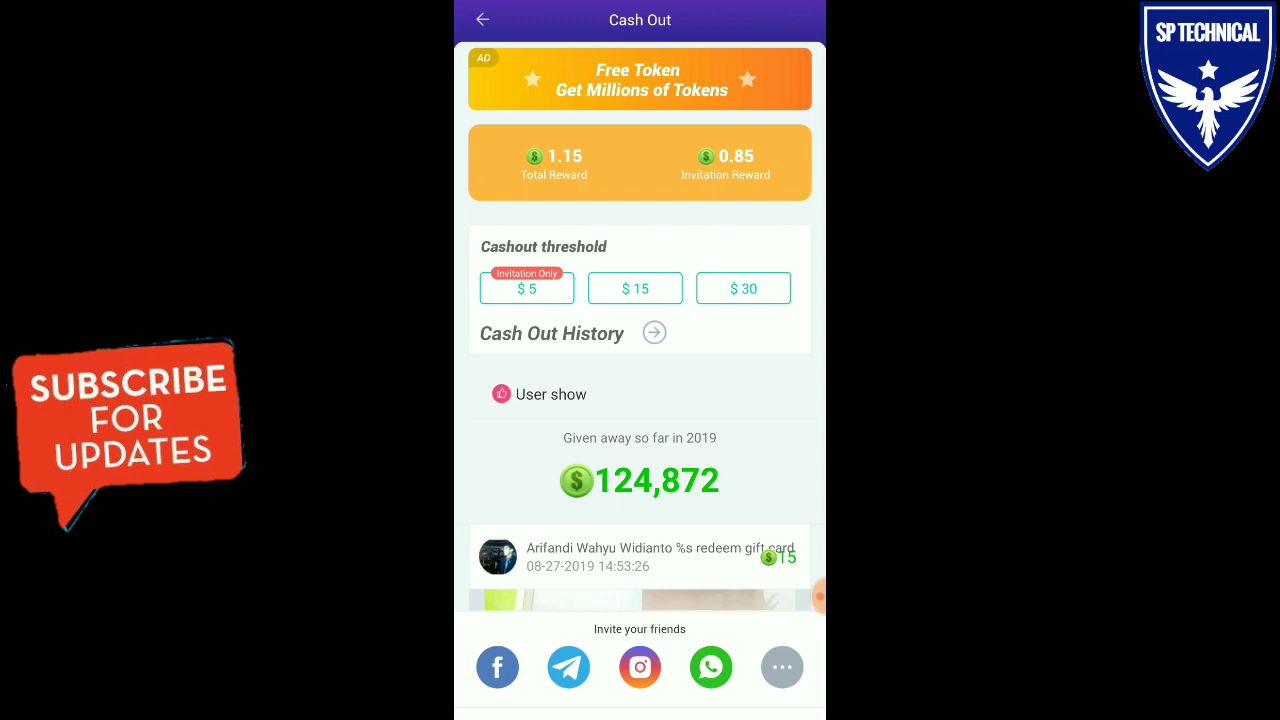 Cash Out
SP TECHNICAL
AD
Free Token
Get Millions of Tokens
$ 1.15
Total Reward
$ 0.85
Invitation Reward
Cashout threshold
Invitation Only
$ 5
$ 15
$ 30
Cash Out History
SUBSCRIBE
FOR
UPDATES
User show
Given away so far in 2019
$124,872
Arifandi Wahyu Widianto %s redeem gift card
$15
08-27-2019 14:53:26
Invite your friends
f